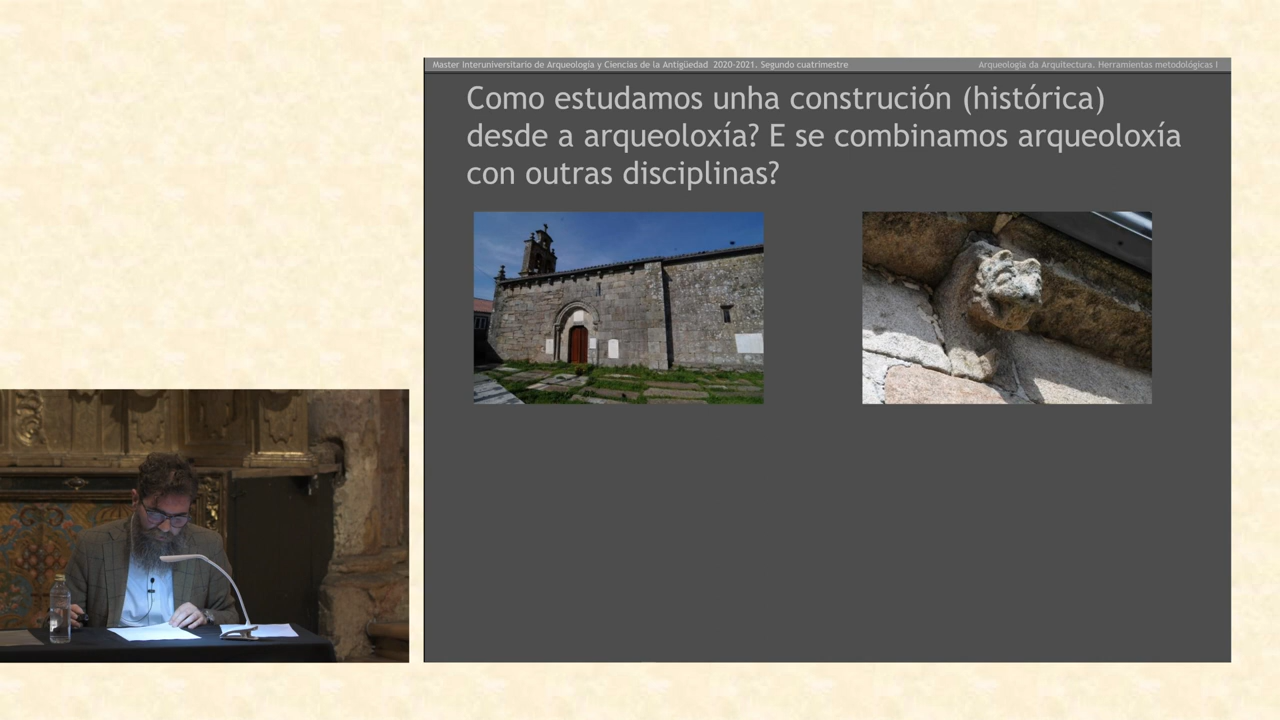 Master Interuniversitario de Arqueología y Ciencias de la Antigüedad 2020-2021. Segundo cuatrimestre
Arqueología da Arquitectura. Herramientas metodológicas I
Como estudamos unha construción (histórica)
desde a arqueoloxía? E se combinamos arqueoloxía
con outras disciplinas?